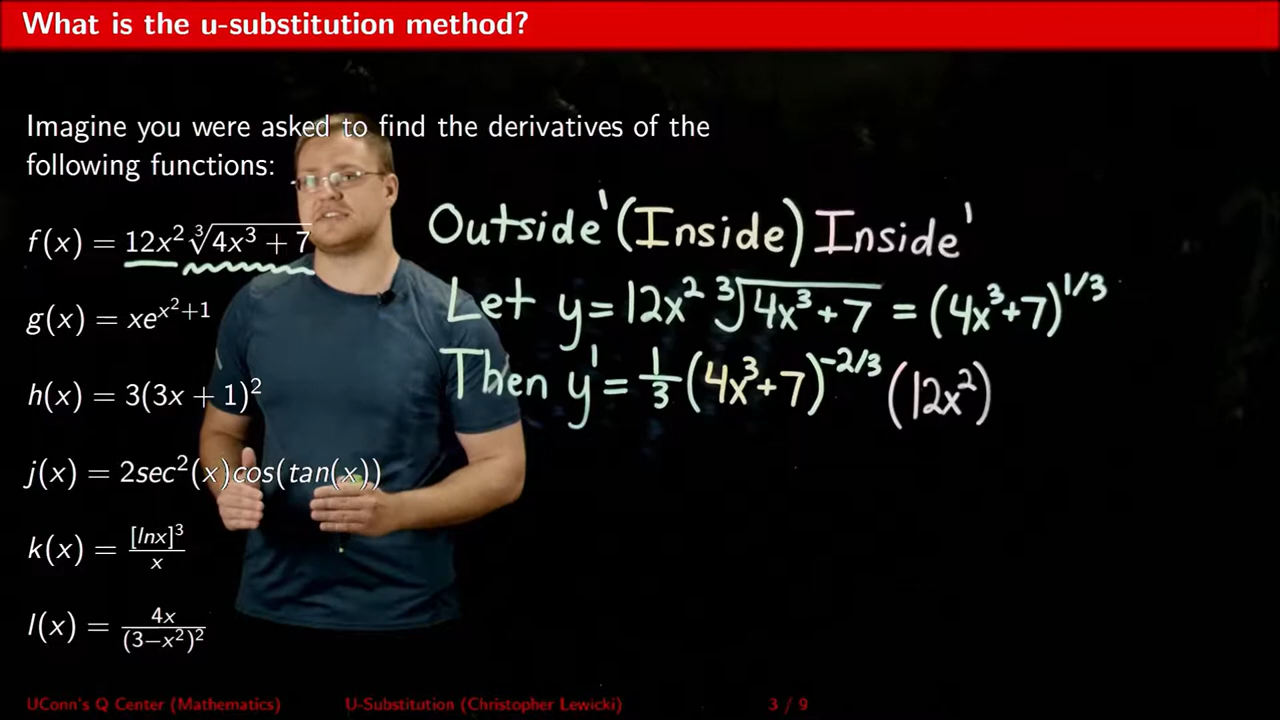 What is the u-substitution method?
Imagine you were asked to find the derivatives of the
following functions:
f(x) = 12x² ∛(4x³ + 7)
Outside'(Inside) Inside'
Let y = 12x² ∛(4x³+7) = (4x³+7)^1/3
g(x) = xe^(x²+1)
Then y' = 1/3 (4x³+7)^-2/3 (12x²)
h(x) = 3(3x + 1)²
j(x) = 2sec²(x)cos(tan(x))
k(x) = [lnx]³/x
l(x) = 4x/(3−x²)²
UConn's Q Center (Mathematics) U-Substitution (Christopher Lewicki) 3 / 9